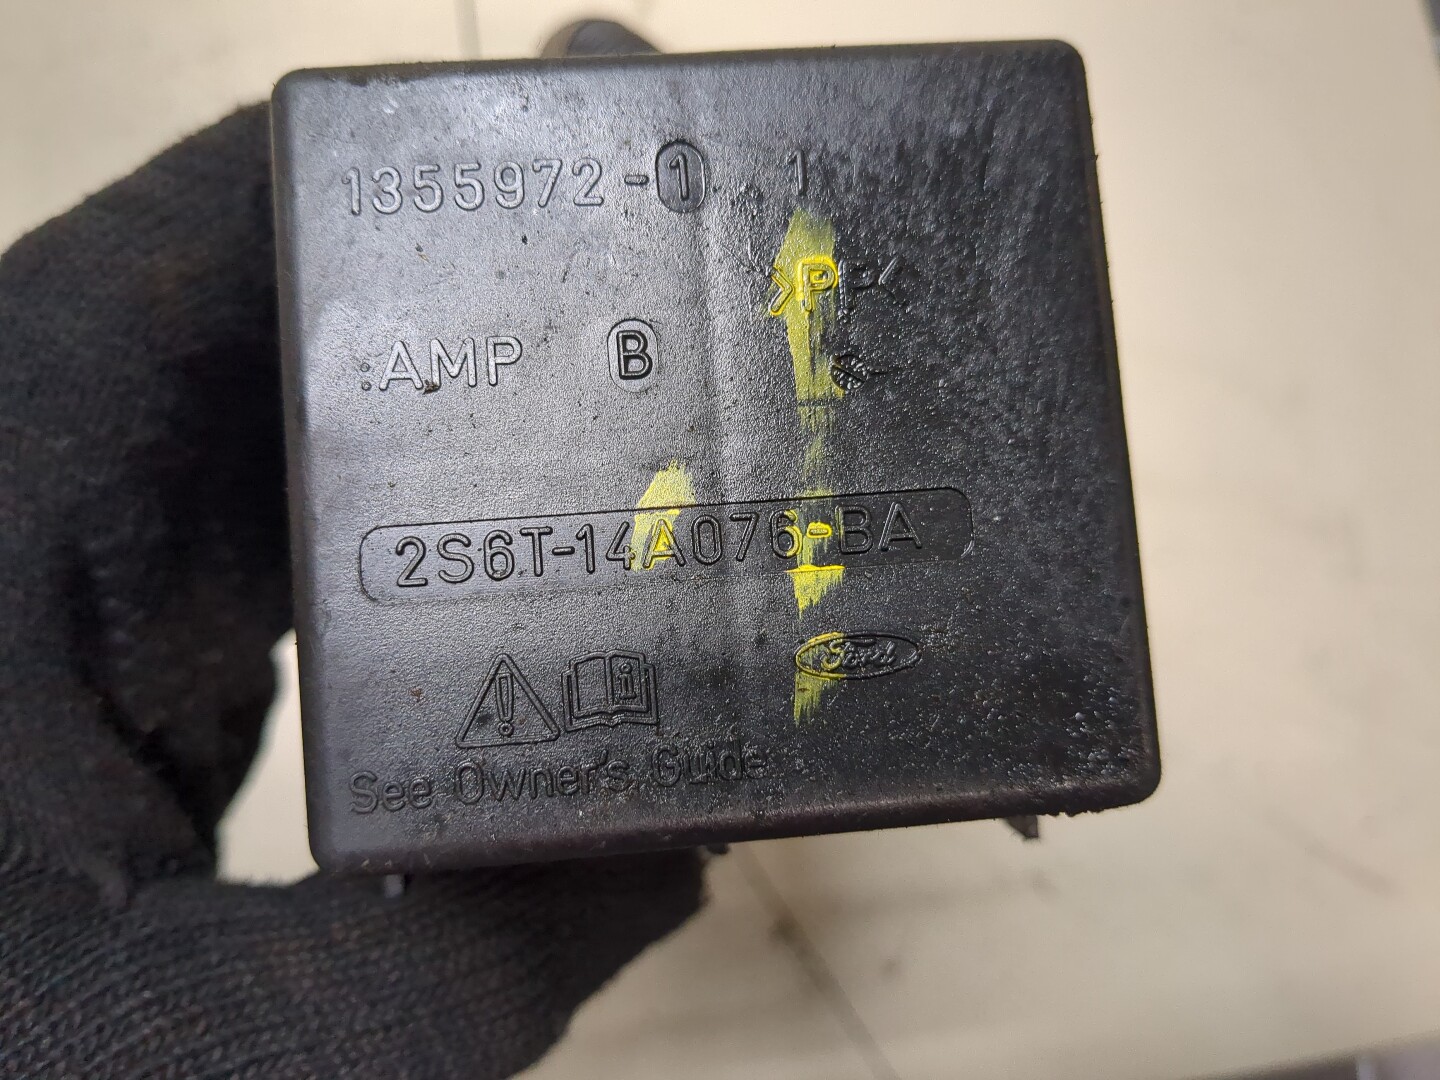 1355972-1 1
>PP<
:AMP B
2S6T-14A076-BA
Ford
See Owner's Guide